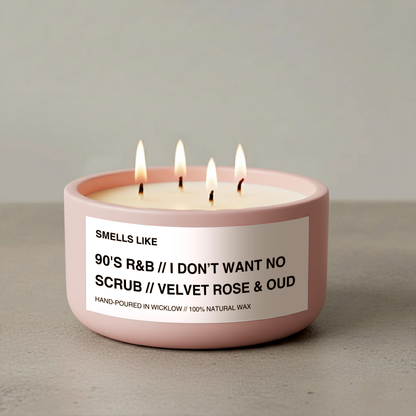 SMELLS LIKE
90'S R&B // I DON'T WANT NO
SCRUB // VELVET ROSE & OUD
HAND-POURED IN WICKLOW // 100% NATURAL WAX